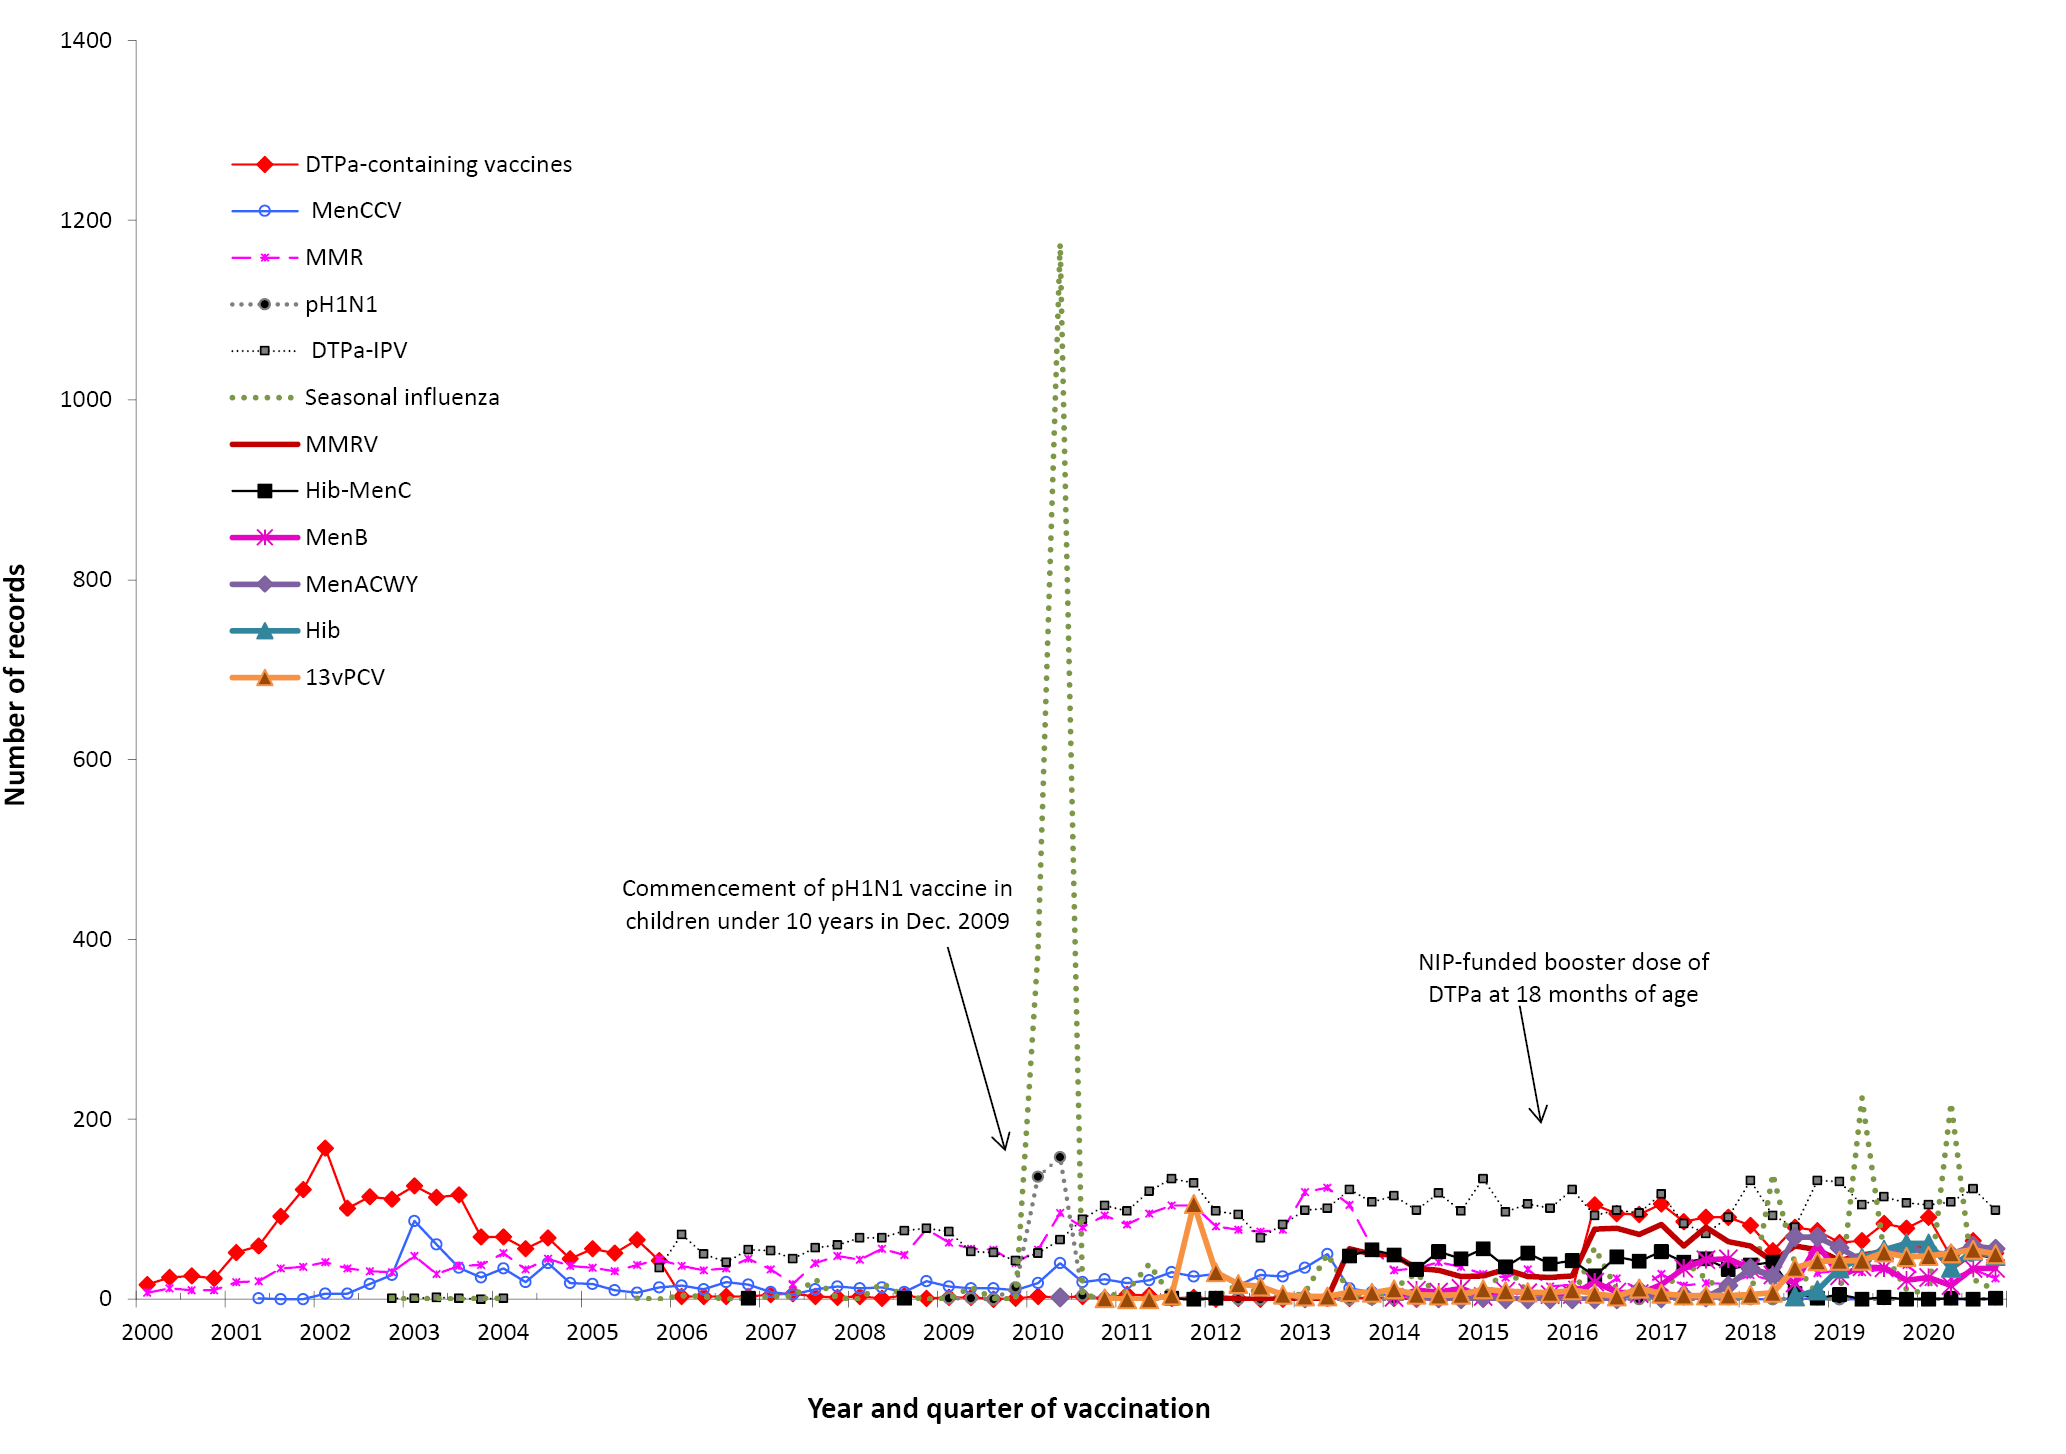 1400
1200
1000
800
600
400
200
0
Number of records
DTPa-containing vaccines
MenCCV
MMR
pH1N1
DTPa-IPV
Seasonal influenza
MMRV
Hib-MenC
MenB
MenACWY
Hib
13vPCV
Commencement of pH1N1 vaccine in
children under 10 years in Dec. 2009
NIP-funded booster dose of
DTPa at 18 months of age
2000 2001 2002 2003 2004 2005 2006 2007 2008 2009 2010 2011 2012 2013 2014 2015 2016 2017 2018 2019 2020
Year and quarter of vaccination